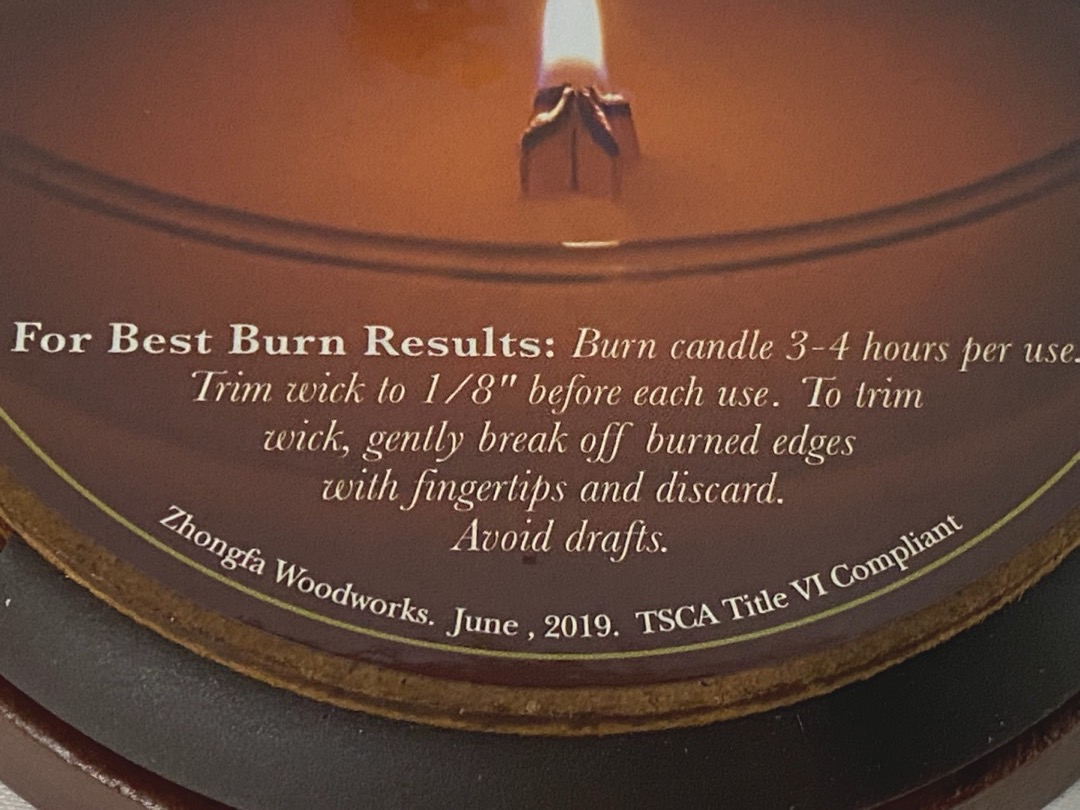 For Best Burn Results: Burn candle 3-4 hours per use.
Trim wick to 1/8" before each use. To trim
wick, gently break off burned edges
with fingertips and discard.
Avoid drafts.
Zhongfa Woodworks. June , 2019. TSCA Title VI Compliant